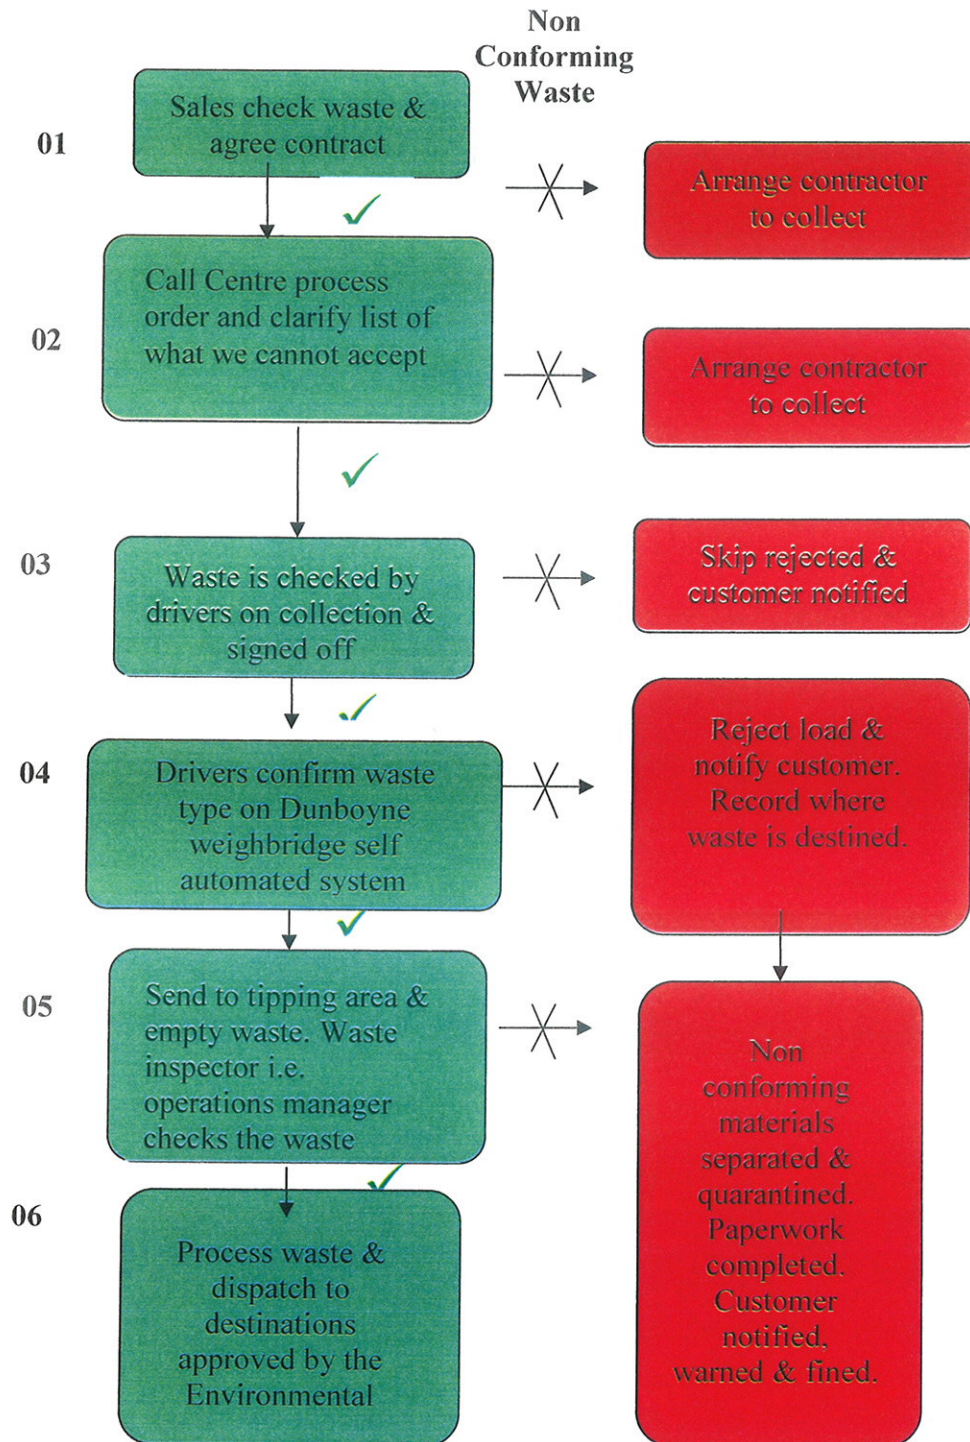 Non
Conforming
Waste
01
Sales check waste &
agree contract
Arrange contractor
to collect
02
Call Centre process
order and clarify list of
what we cannot accept
Arrange contractor
to collect
03
Waste is checked by
drivers on collection &
signed off
Skip rejected &
customer notified
04
Drivers confirm waste
type on Dunboyne
weighbridge self
automated system
Reject load &
notify customer.
Record where
waste is destined.
05
Send to tipping area &
empty waste. Waste
inspector i.e.
operations manager
checks the waste
Non
conforming
materials
separated &
quarantined.
Paperwork
completed.
Customer
notified,
warned & fined.
06
Process waste &
dispatch to
destinations
approved by the
Environmental